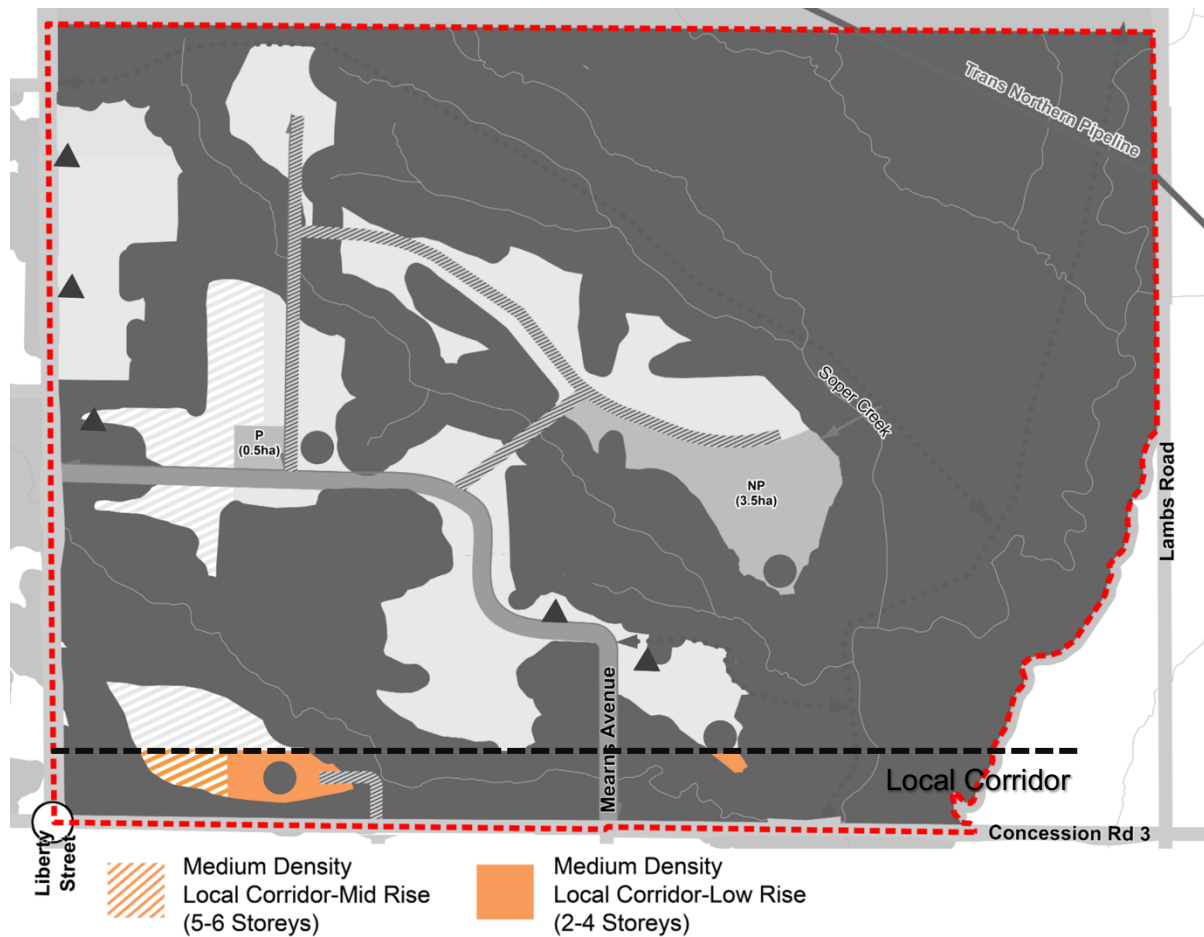 Trans Northern Pipeline
Soper Creek
P
(0.5ha)
NP
(3.5ha)
Lambs Road
Mearns Avenue
Local Corridor
Concession Rd 3
Liberty
Street
Medium Density
Local Corridor-Mid Rise
(5-6 Storeys)
Medium Density
Local Corridor-Low Rise
(2-4 Storeys)